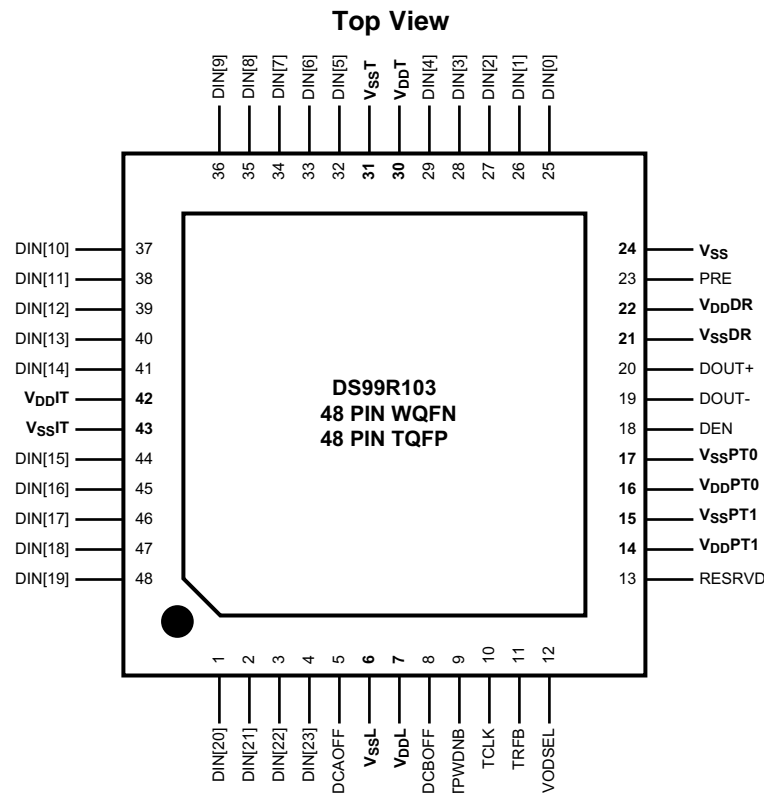 Top View
DIN[9]
DIN[8]
DIN[7]
DIN[6]
DIN[5]
VSST
VDDT
DIN[4]
DIN[3]
DIN[2]
DIN[1]
DIN[0]
36 35 34 33 32 31 30 29 28 27 26 25
DIN[10] 37 24 VSS
DIN[11] 38 23 PRE
DIN[12] 39 22 VDDDR
DIN[13] 40 21 VSSDR
DIN[14] 41 20 DOUT+
VDDIT 42 19 DOUT-
VSSIT 43 18 DEN
DIN[15] 44 17 VSSPT0
DIN[16] 45 16 VDDPT0
DIN[17] 46 15 VSSPT1
DIN[18] 47 14 VDDPT1
DIN[19] 48 13 RESRVD
DS99R103
48 PIN WQFN
48 PIN TQFP
1 2 3 4 5 6 7 8 9 10 11 12
DIN[20]
DIN[21]
DIN[22]
DIN[23]
DCAOFF
VSSL
VDDL
DCBOFF
TPWDNB
TCLK
TRFB
VODSEL